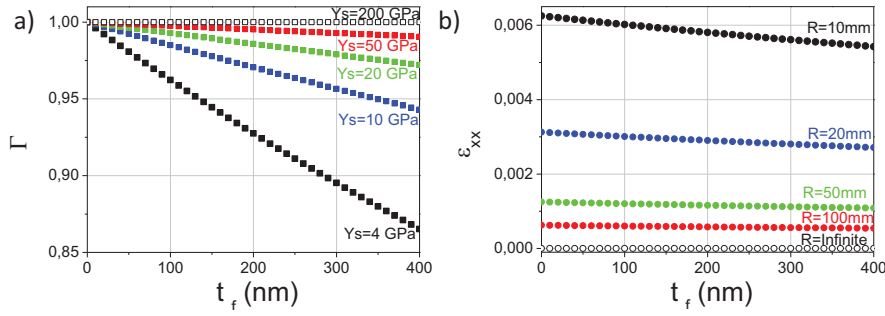 a)
Γ
1,00
0,95
0,90
0,85
Ys=200 GPa
Ys=50 GPa
Ys=20 GPa
Ys=10 GPa
Ys=4 GPa
0 100 200 300 400
t f (nm)
b)
εxx
0,006
0,004
0,002
0,000
R=10mm
R=20mm
R=50mm
R=100mm
R=Infinite
0 100 200 300 400
t f (nm)